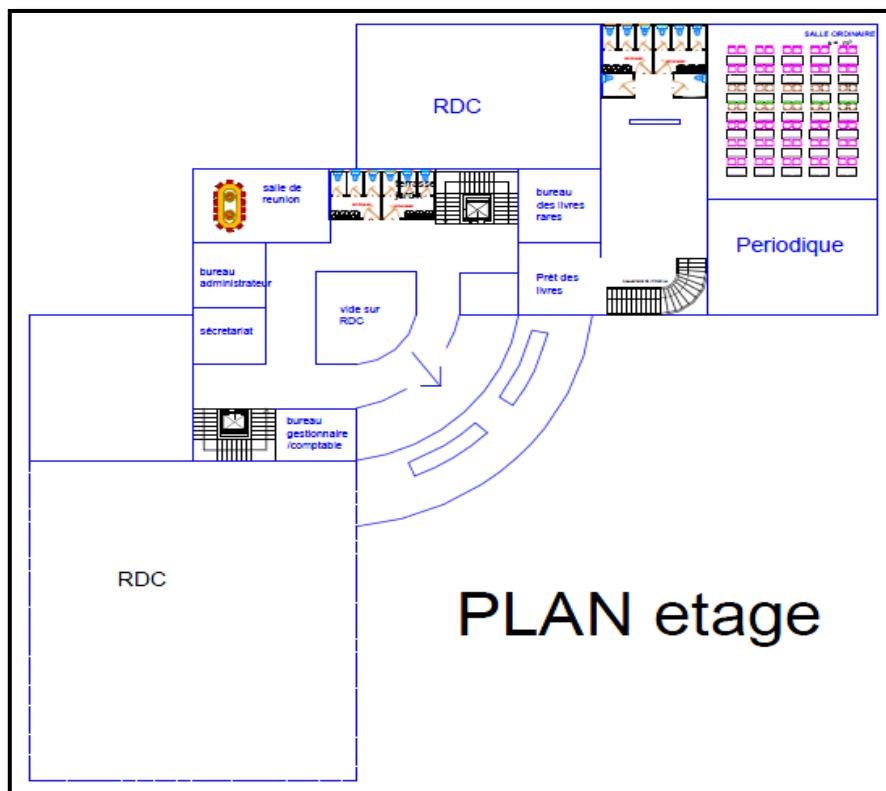 SALLE ORDINAIRE
RDC
salle de
reunion
terrasse
bureau
des livres
rares
Periodique
bureau
administrateur
Prêt des
livres
vide sur
RDC
sécretariat
bureau
gestionnaire
/comptable
RDC
PLAN etage